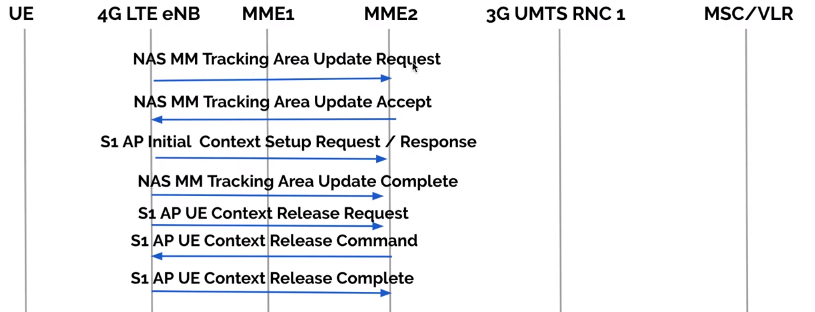 UE 4G LTE eNB MME1 MME2 3G UMTS RNC 1 MSC/VLR
NAS MM Tracking Area Update Request
NAS MM Tracking Area Update Accept
S1 AP Initial Context Setup Request / Response
NAS MM Tracking Area Update Complete
S1 AP UE Context Release Request
S1 AP UE Context Release Command
S1 AP UE Context Release Complete